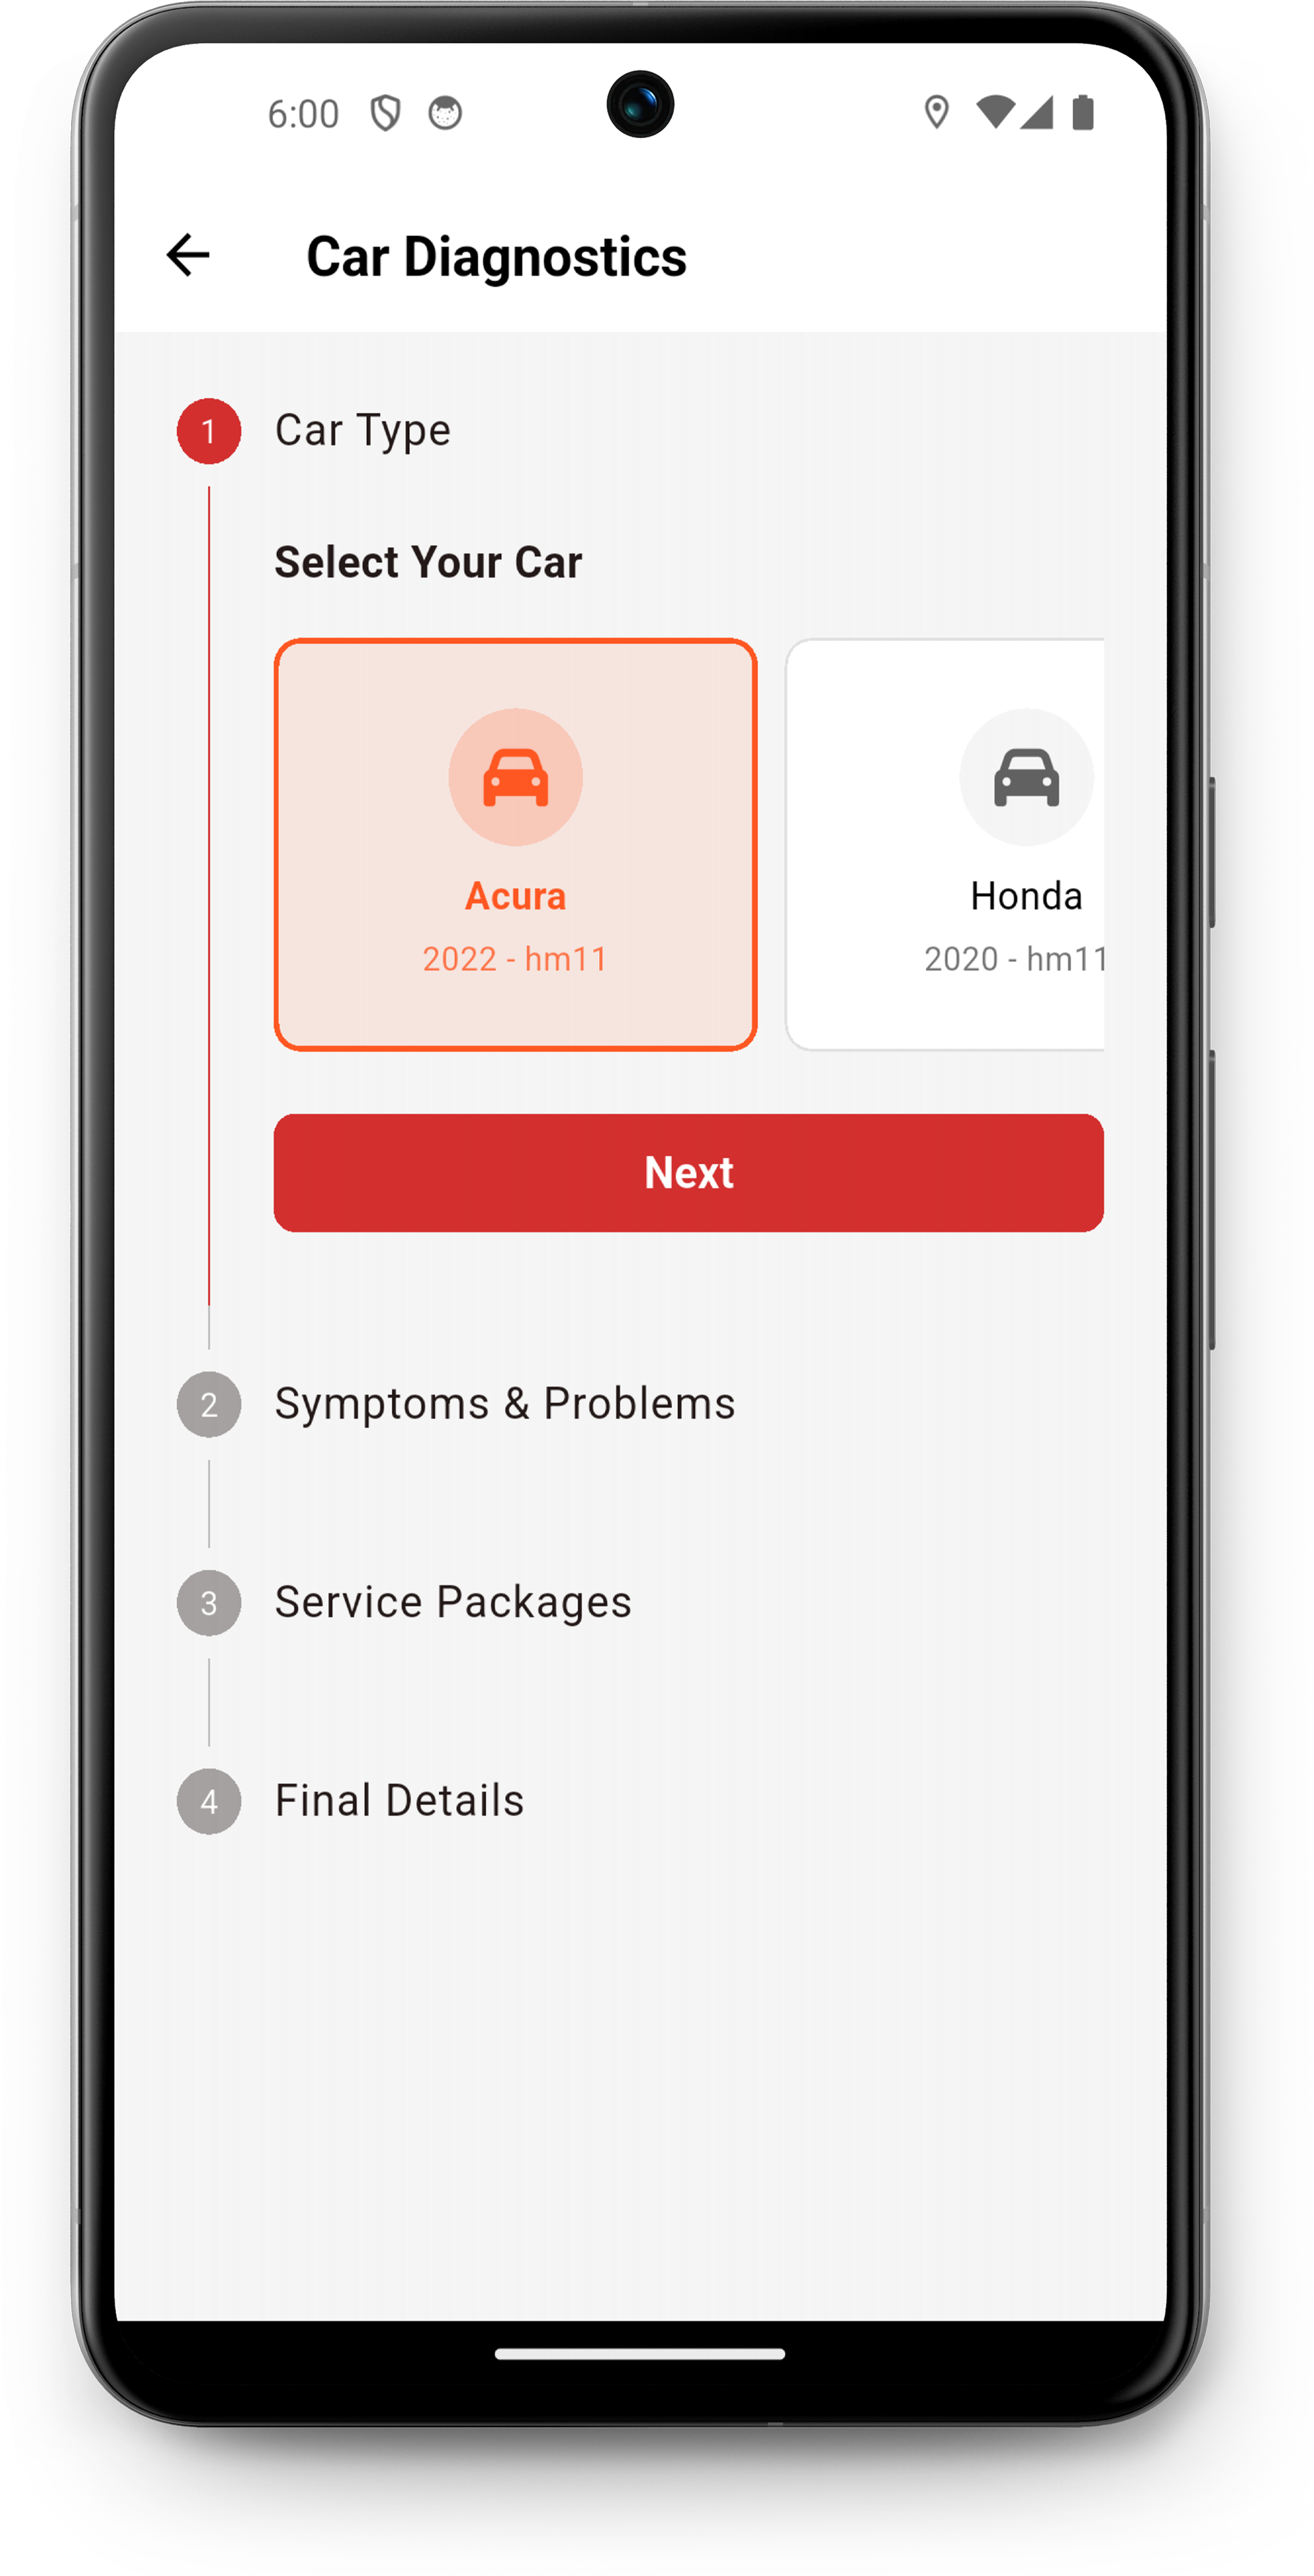 6:00
Car Diagnostics
1 Car Type
Select Your Car
Acura
2022 - hm11
Honda
2020 - hm11
Next
2 Symptoms & Problems
3 Service Packages
4 Final Details